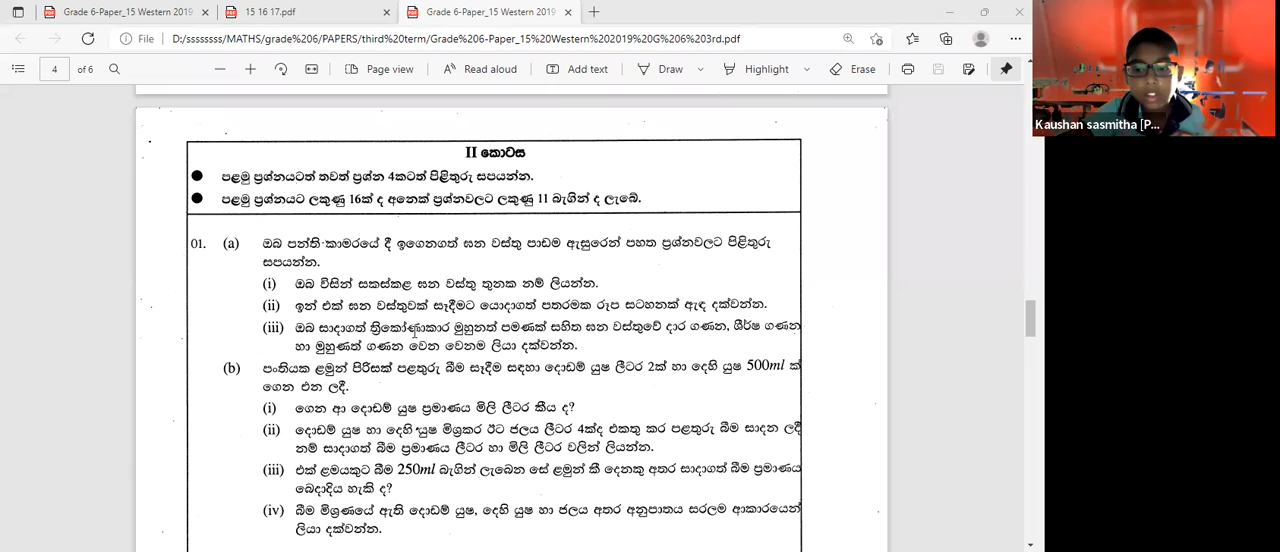 Grade 6-Paper_15 Western 2019
15 16 17.pdf
Grade 6-Paper_15 Western 2019
File
D:/ssssssss/MATHS/grade%206/PAPERS/third%20term/Grade%206-Paper_15%20Western%202019%20G%206%203rd.pdf
4 of 6
Page view
Read aloud
Add text
Draw
Highlight
Erase
Kaushan sasmitha [P...
II කොටස
● පළමු ප්‍රශ්නයටත් තවත් ප්‍රශ්න 4කටත් පිළිතුරු සපයන්න.
● පළමු ප්‍රශ්නයට ලකුණු 16ක් ද අනෙක් ප්‍රශ්නවලට ලකුණු 11 බැගින් ද ලැබේ.
01. (a) ඔබ පන්ති කාමරයේ දී ඉගෙනගත් ඝන වස්තු පාඩම ඇසුරෙන් පහත ප්‍රශ්නවලට පිළිතුරු
සපයන්න.
(i) ඔබ විසින් සකස්කළ ඝන වස්තු තුනක නම් ලියන්න.
(ii) ඉන් එක් ඝන වස්තුවක් සෑදීමට යොදාගත් පතරමක රූප සටහනක් ඇඳ දක්වන්න.
(iii) ඔබ සාදාගත් ත්‍රිකෝණාකාර මුහුනත් පමණක් සහිත ඝන වස්තුවේ දාර ගණන, ශීර්ෂ ගණන
හා මුහුණත් ගණන වෙන වෙනම ලියා දක්වන්න.
(b) පංතියක ළමුන් පිරිසක් පළතුරු බීම සෑදීම සඳහා දොඩම් යුෂ ලීටර 2ක් හා දෙහි යුෂ 500ml ක්
ගෙන එන ලදී.
(i) ගෙන ආ දොඩම් යුෂ ප්‍රමාණය මිලි ලීටර කීය ද?
(ii) දොඩම් යුෂ හා දෙහි යුෂ මිශ්‍රකර ඊට ජලය ලීටර 4ක්ද එකතු කර පළතුරු බීම සාදන ලදී
නම් සාදාගත් බීම ප්‍රමාණය ලීටර හා මිලි ලීටර වලින් ලියන්න.
(iii) එක් ළමයකුට බීම 250ml බැගින් ලැබෙන සේ ළමුන් කී දෙනකු අතර සාදාගත් බීම ප්‍රමාණය
බෙදාදිය හැකි ද?
(iv) බීම මිශ්‍රණයේ ඇති දොඩම් යුෂ, දෙහි යුෂ හා ජලය අතර අනුපාතය සරලම ආකාරයෙන්
ලියා දක්වන්න.